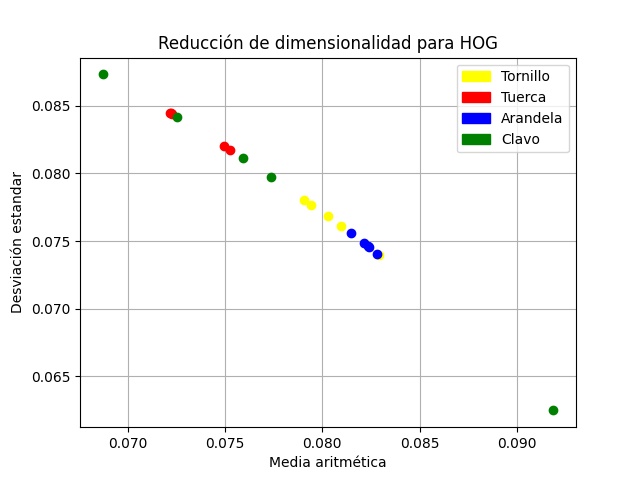 Reducción de dimensionalidad para HOG
Tornillo
Tuerca
Arandela
Clavo
Desviación estandar
0.085
0.080
0.075
0.070
0.065
0.070 0.075 0.080 0.085 0.090
Media aritmética